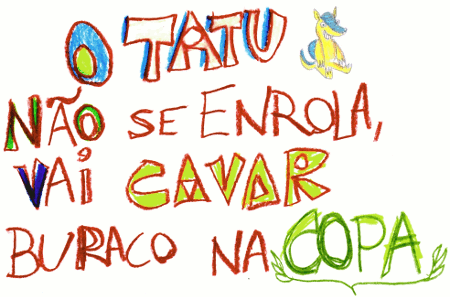 O TATU
NÃO SE ENROLA,
VAI CAVAR
BURACO NA COPA